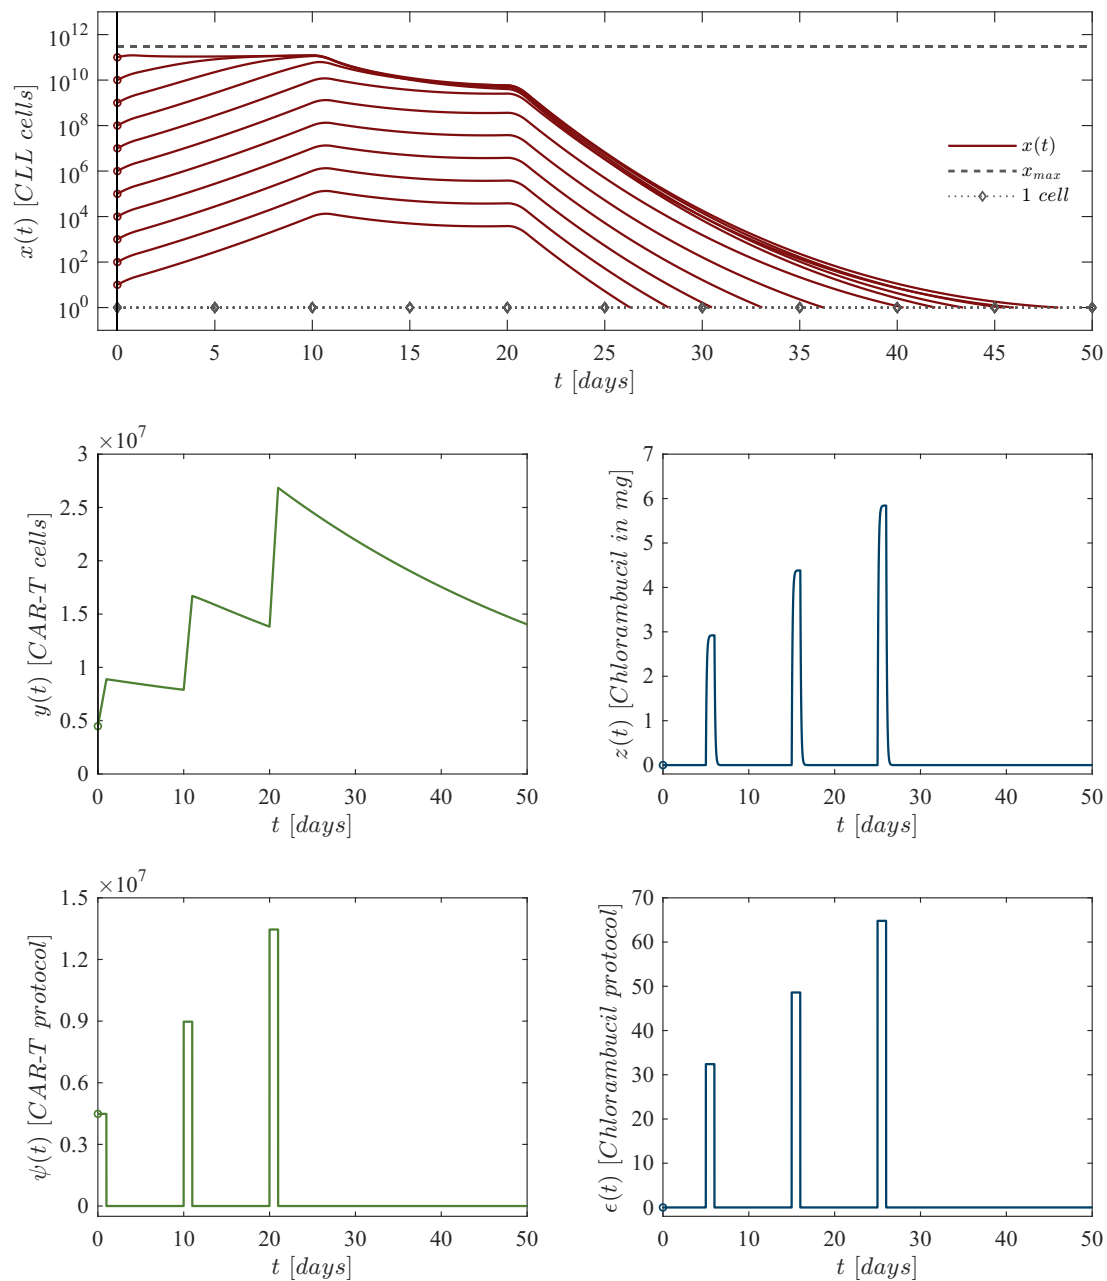 10^12
10^10
10^8
10^6
10^4
10^2
10^0
x(t) [CLL cells]
x(t)
x_max
1 cell
0 5 10 15 20 25 30 35 40 45 50
t [days]
×10^7
3
2.5
2
1.5
1
0.5
0
y(t) [CAR-T cells]
0 10 20 30 40 50
t [days]
7
6
5
4
3
2
1
0
z(t) [Chlorambucil in mg]
0 10 20 30 40 50
t [days]
×10^7
1.5
1.2
0.9
0.6
0.3
0
ψ(t) [CAR-T protocol]
0 10 20 30 40 50
t [days]
70
60
50
40
30
20
10
0
ϵ(t) [Chlorambucil protocol]
0 10 20 30 40 50
t [days]